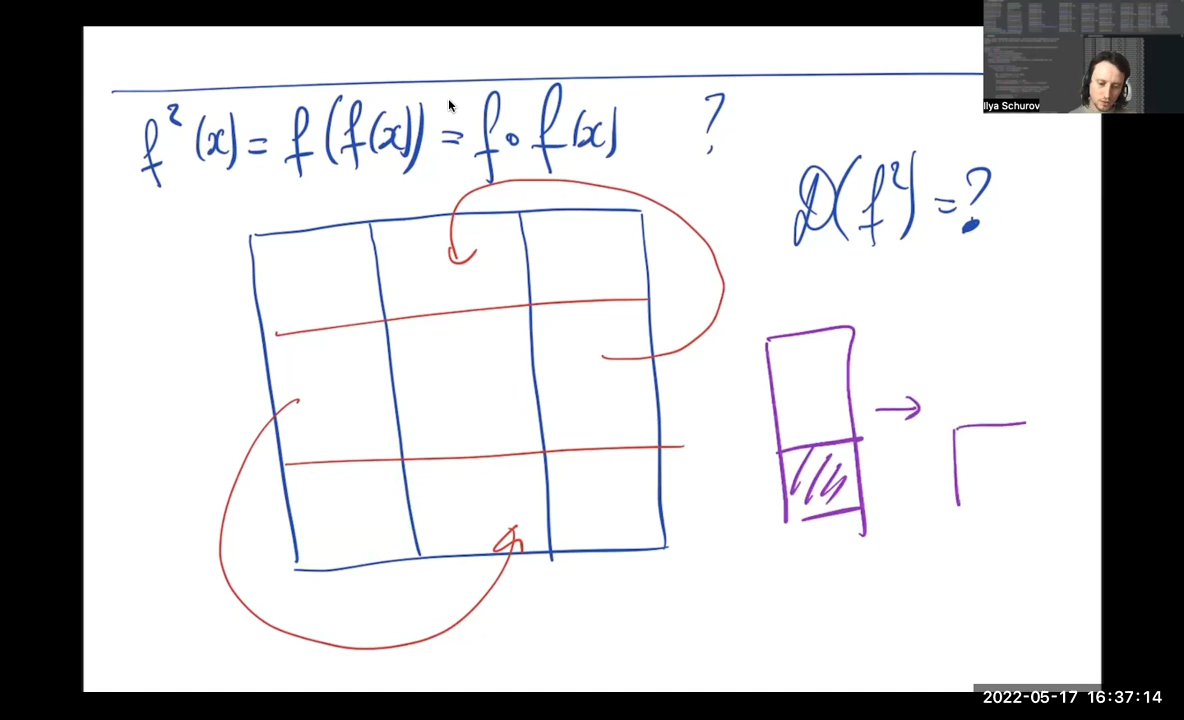 Ilya Schurov
f²(x) = f(f(x)) = f∘f(x) ?
D(f²) = ?
2022-05-17 16:37:14